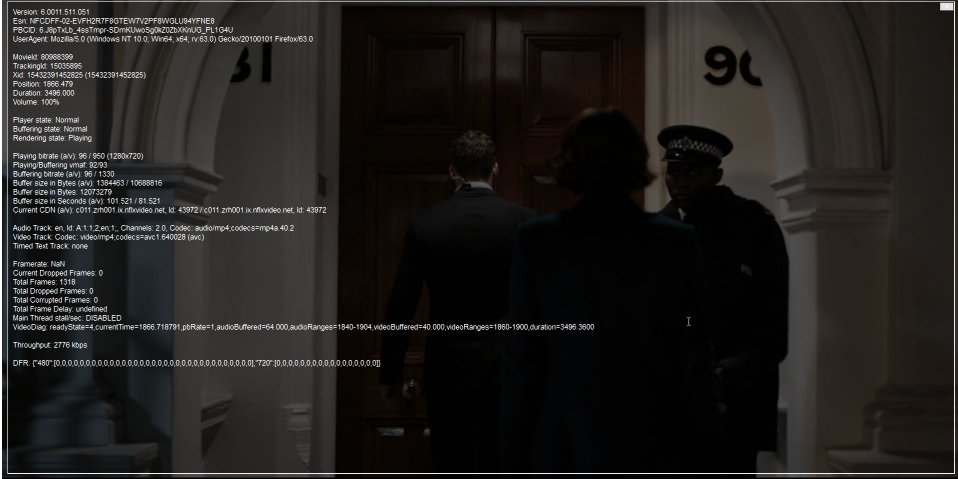 Version: 6.0011.511.051
Esn: NFCDFF-02-EVFH2R7F8GTEW7V2PF8WGLU94YFNE8
PBCID: 6.J8pTxLb_4ssTmpr-SDmKUwoSg0kZ0ZbXKnUG_PL1G4U
UserAgent: Mozilla/5.0 (Windows NT 10.0; Win64; x64; rv:63.0) Gecko/20100101 Firefox/63.0
MovieId: 80988399
TrackingId: 15035895
Xid: 15432391452825 (15432391452825)
Position: 1866.479
Duration: 3496.000
Volume: 100%
Player state: Normal
Buffering state: Normal
Rendering state: Playing
Playing bitrate (a/v): 96 / 950 (1280x720)
Playing/Buffering vmaf: 92/93
Buffering bitrate (a/v): 96 / 1330
Buffer size in Bytes (a/v): 1384463 / 10688816
Buffer size in Bytes: 12073279
Buffer size in Seconds (a/v): 101.521 / 81.521
Current CDN (a/v): c011.zrh001.ix.nflxvideo.net, Id: 43972 / c011.zrh001.ix.nflxvideo.net, Id: 43972
Audio Track: en, Id: A:1:1;2;en;1;, Channels: 2.0, Codec: audio/mp4;codecs=mp4a.40.2
Video Track: Codec: video/mp4;codecs=avc1.640028 (avc)
Timed Text Track: none
Framerate: NaN
Current Dropped Frames: 0
Total Frames: 1318
Total Dropped Frames: 0
Total Corrupted Frames: 0
Total Frame Delay: undefined
Main Thread stall/sec: DISABLED
VideoDiag: readyState=4,currentTime=1866.718791,pbRate=1,audioBuffered=64.000,audioRanges=1840-1904,videoBuffered=40.000,videoRanges=1860-1900,duration=3496.3600
Throughput: 2776 kbps
DFR: {"480":[0,0,0,0,0,0,0,0,0,0,0,0,0,0,0,0,0,0,0,0,0,0,0,0,0,0,0,0,0,0,0,0,0],"720":[0,0,0,0,0,0,0,0,0,0,0,0,0,0,0,0,0]}
90